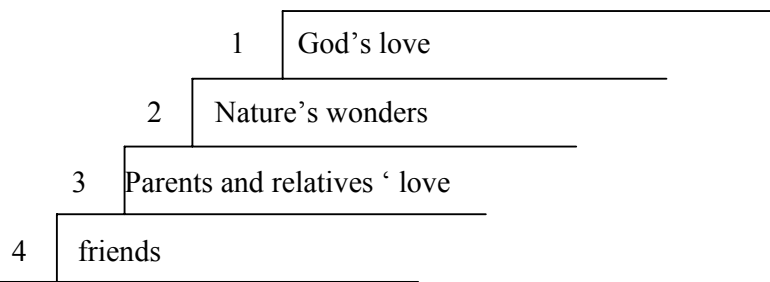 1 God’s love
2 Nature’s wonders
3 Parents and relatives ‘ love
4 friends